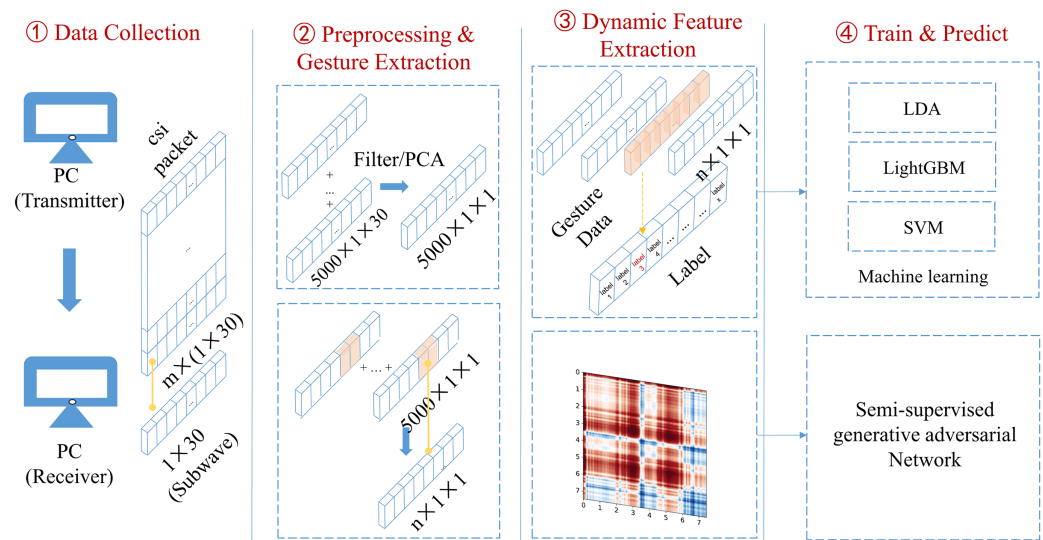 ① Data Collection
PC
(Transmitter)
PC
(Receiver)
csi
packet
...
...
...
m×(1×30)
...
1×30
(Subwave)
② Preprocessing &
Gesture Extraction
...
+
...
+
...
5000×1×30
Filter/PCA
...
5000×1×1
...
+ ... +
...
5000×1×1
...
n×1×1
③ Dynamic Feature
Extraction
...
...
...
...
n×1×1
Gesture
Data
label
1
label
2
label
3
label
4
...
...
...
label
x
Label
0
1
2
3
4
5
6
7
0 1 2 3 4 5 6 7
④ Train & Predict
LDA
LightGBM
SVM
Machine learning
Semi-supervised
generative adversarial
Network